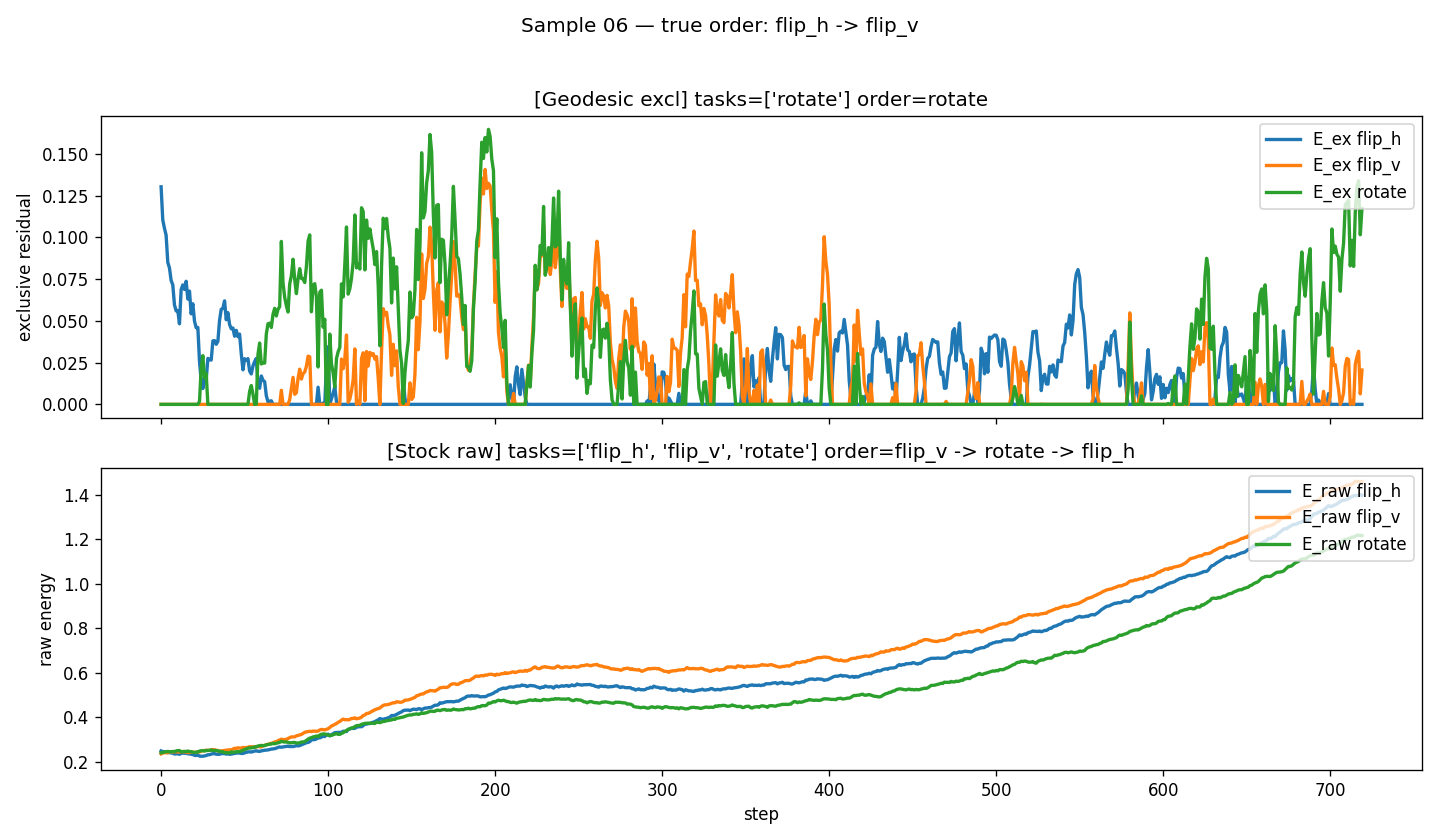 Sample 06 — true order: flip_h -> flip_v
[Geodesic excl] tasks=['rotate'] order=rotate
exclusive residual
0.150
0.125
0.100
0.075
0.050
0.025
0.000
E_ex flip_h
E_ex flip_v
E_ex rotate
[Stock raw] tasks=['flip_h', 'flip_v', 'rotate'] order=flip_v -> rotate -> flip_h
raw energy
1.4
1.2
1.0
0.8
0.6
0.4
0.2
E_raw flip_h
E_raw flip_v
E_raw rotate
0 100 200 300 400 500 600 700
step